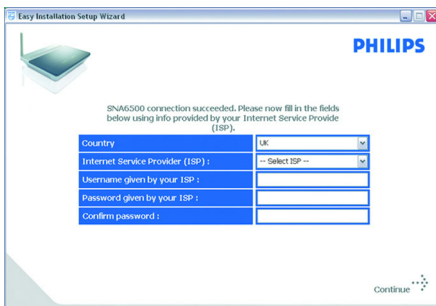 Easy Installation Setup Wizard
PHILIPS
SNA6500 connection succeeded. Please now fill in the fields
below using info provided by your Internet Service Provide
(ISP).
Country
UK
Internet Service Provider (ISP) :
-- Select ISP --
Username given by your ISP :
Password given by your ISP :
Confirm password :
Continue